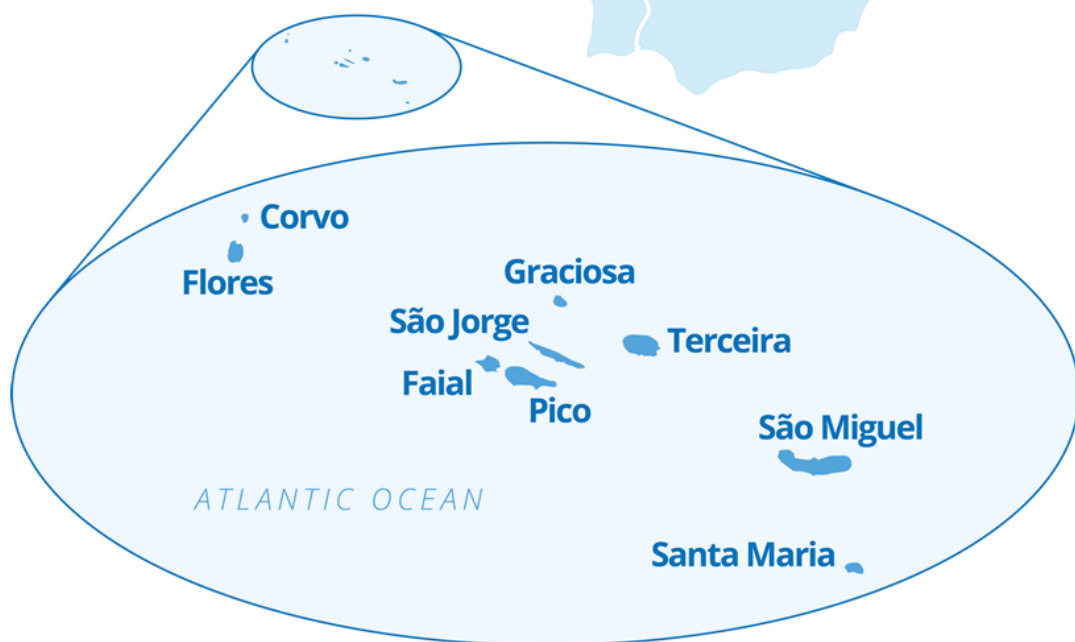 Corvo
Flores
Graciosa
São Jorge
Terceira
Faial
Pico
São Miguel
ATLANTIC OCEAN
Santa Maria